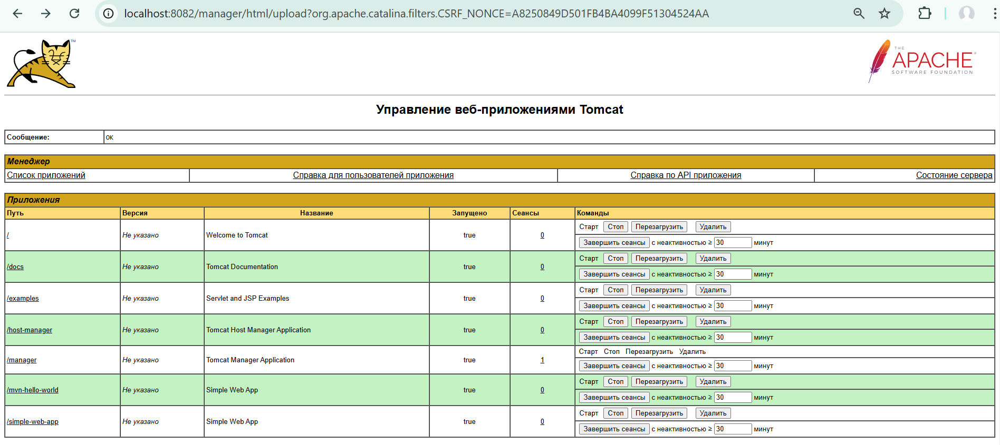 localhost:8082/manager/html/upload?org.apache.catalina.filters.CSRF_NONCE=A8250849D501FB4BA4099F51304524AA
TM
THE
APACHE®
SOFTWARE FOUNDATION
Управление веб-приложениями Tomcat
Сообщение: OK
Менеджер
Список приложений Справка для пользователей приложения Справка по API приложения Состояние сервера
Приложения
Путь Версия Название Запущено Сеансы Команды
/ Не указано Welcome to Tomcat true 0 Старт Стоп Перезагрузить Удалить
Завершить сеансы с неактивностью ≥ 30 минут
/docs Не указано Tomcat Documentation true 0 Старт Стоп Перезагрузить Удалить
Завершить сеансы с неактивностью ≥ 30 минут
/examples Не указано Servlet and JSP Examples true 0 Старт Стоп Перезагрузить Удалить
Завершить сеансы с неактивностью ≥ 30 минут
/host-manager Не указано Tomcat Host Manager Application true 0 Старт Стоп Перезагрузить Удалить
Завершить сеансы с неактивностью ≥ 30 минут
/manager Не указано Tomcat Manager Application true 1 Старт Стоп Перезагрузить Удалить
Завершить сеансы с неактивностью ≥ 30 минут
/mvn-hello-world Не указано Simple Web App true 0 Старт Стоп Перезагрузить Удалить
Завершить сеансы с неактивностью ≥ 30 минут
/simple-web-app Не указано Simple Web App true 0 Старт Стоп Перезагрузить Удалить
Завершить сеансы с неактивностью ≥ 30 минут